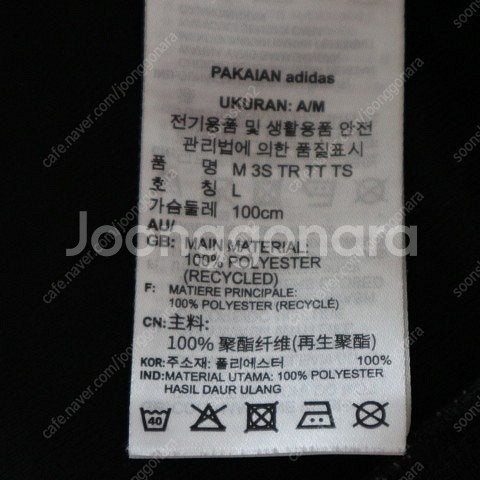 PAKAIAN adidas
UKURAN: A/M
전기용품 및 생활용품 안전
관리법에 의한 품질표시
품 명 M 3S TR TT TS
호 칭 L
가슴둘레 100cm
AU/
GB: MAIN MATERIAL:
100% POLYESTER
(RECYCLED)
F: MATIERE PRINCIPALE:
100% POLYESTER (RECYCLÉ)
CN:主料:
100% 聚酯纤维(再生聚酯)
KOR:주소재: 폴리에스터 100%
IND:MATERIAL UTAMA: 100% POLYESTER
HASIL DAUR ULANG
40
Joonggonara
cafe.naver.com/joonggonara